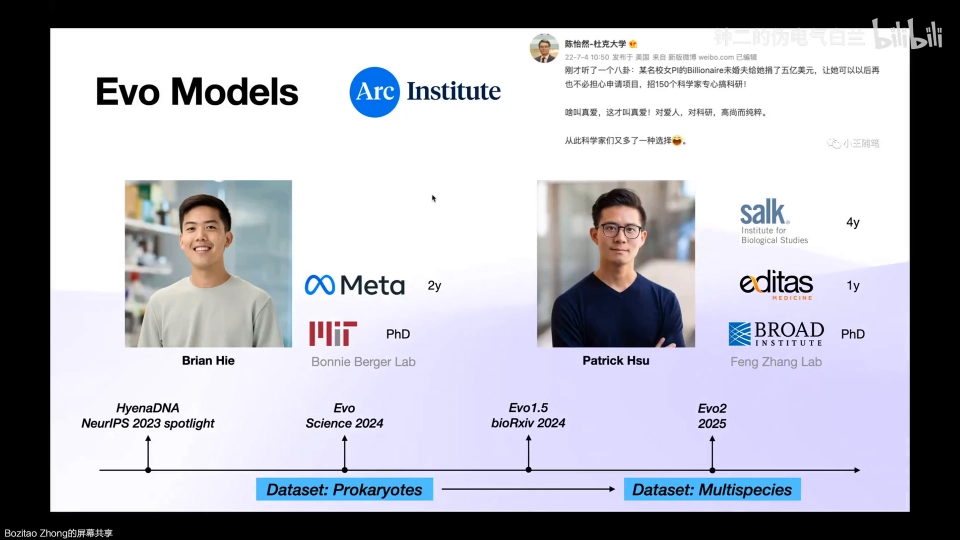 钟二的伤电气白兰 bilibili
陈怡然-杜克大学
22-7-4 10:50 发布于 美国 来自 新版微博 weibo.com 已编辑
刚才听了一个八卦：某名校女PI的Billionaire未婚夫给她捐了五亿美元，让她可以以后再
也不必担心申请项目，招150个科学家专心搞科研！
啥叫真爱，这才叫真爱！对爱人，对科研，高尚而纯粹。
从此科学家们又多了一种选择。
小王随笃
Evo Models
Arc Institute
Meta
2y
MIT
PhD
Bonnie Berger Lab
Brian Hie
salk
Institute for
Biological Studies
4y
editas
MEDICINE
1y
BROAD
INSTITUTE
PhD
Feng Zhang Lab
Patrick Hsu
HyenaDNA
NeurIPS 2023 spotlight
Evo
Science 2024
Evo1.5
bioRxiv 2024
Evo2
2025
Dataset: Prokaryotes
Dataset: Multispecies
Bozitao Zhong的屏幕共享